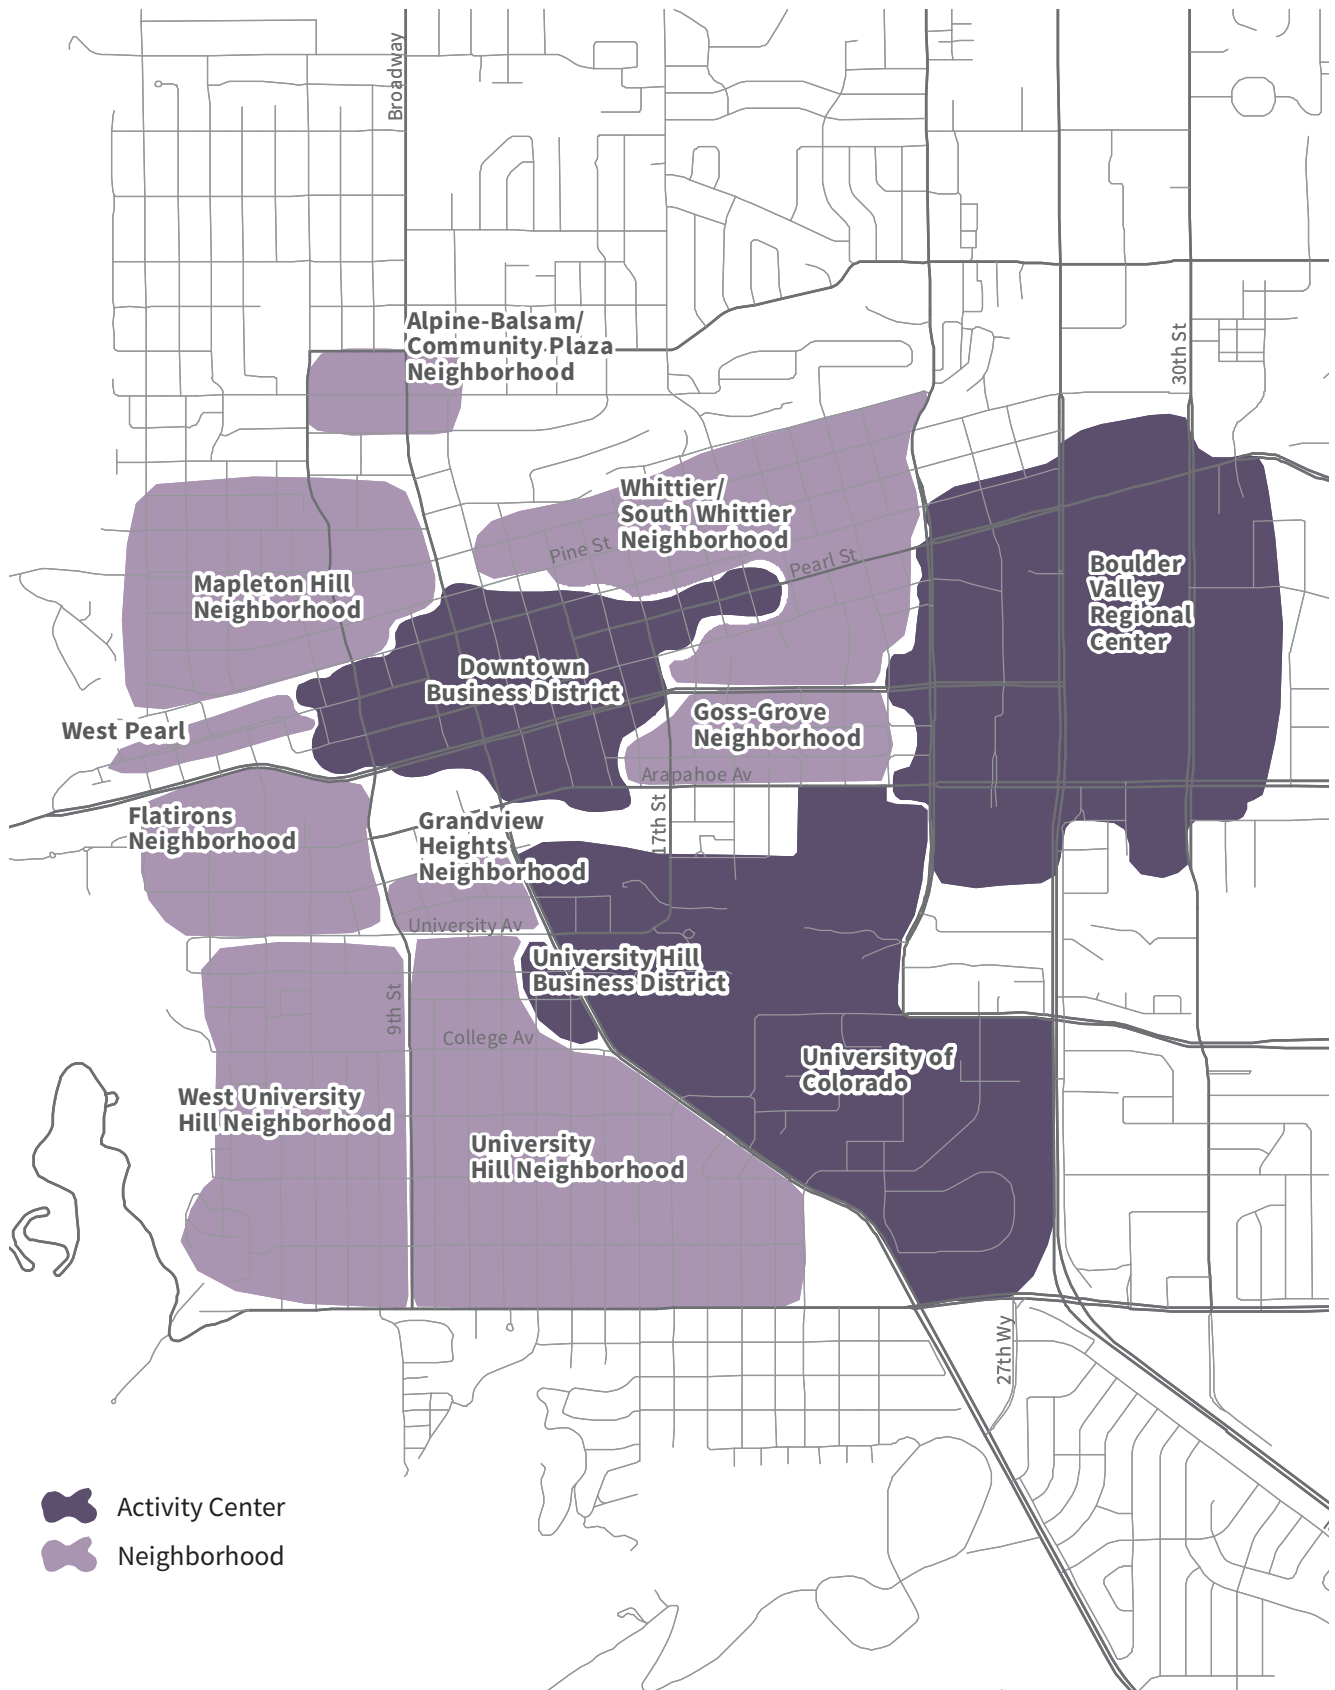 Broadway
Alpine-Balsam/
Community Plaza
Neighborhood
30th St
Whittier/
South Whittier
Neighborhood
Pine St
Pearl St
Mapleton Hill
Neighborhood
Boulder
Valley
Regional
Center
Downtown
Business District
West Pearl
Goss-Grove
Neighborhood
Arapahoe Av
Flatirons
Neighborhood
Grandview
Heights
Neighborhood
17th St
University Av
University Hill
Business District
9th St
College Av
University of
Colorado
West University
Hill Neighborhood
University
Hill Neighborhood
27th Wy
Activity Center
Neighborhood